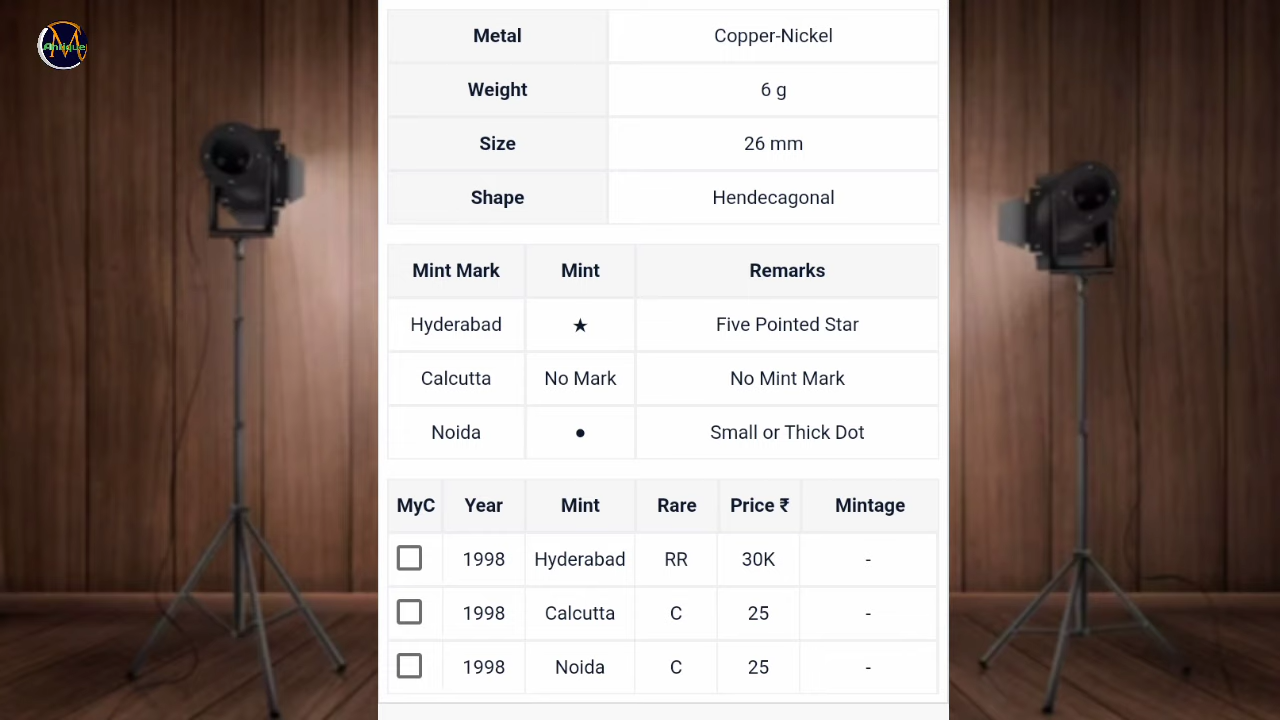 Antique
Metal Copper-Nickel
Weight 6 g
Size 26 mm
Shape Hendecagonal
Mint Mark Mint Remarks
Hyderabad ★ Five Pointed Star
Calcutta No Mark No Mint Mark
Noida ● Small or Thick Dot
MyC Year Mint Rare Price ₹ Mintage
1998 Hyderabad RR 30K -
1998 Calcutta C 25 -
1998 Noida C 25 -